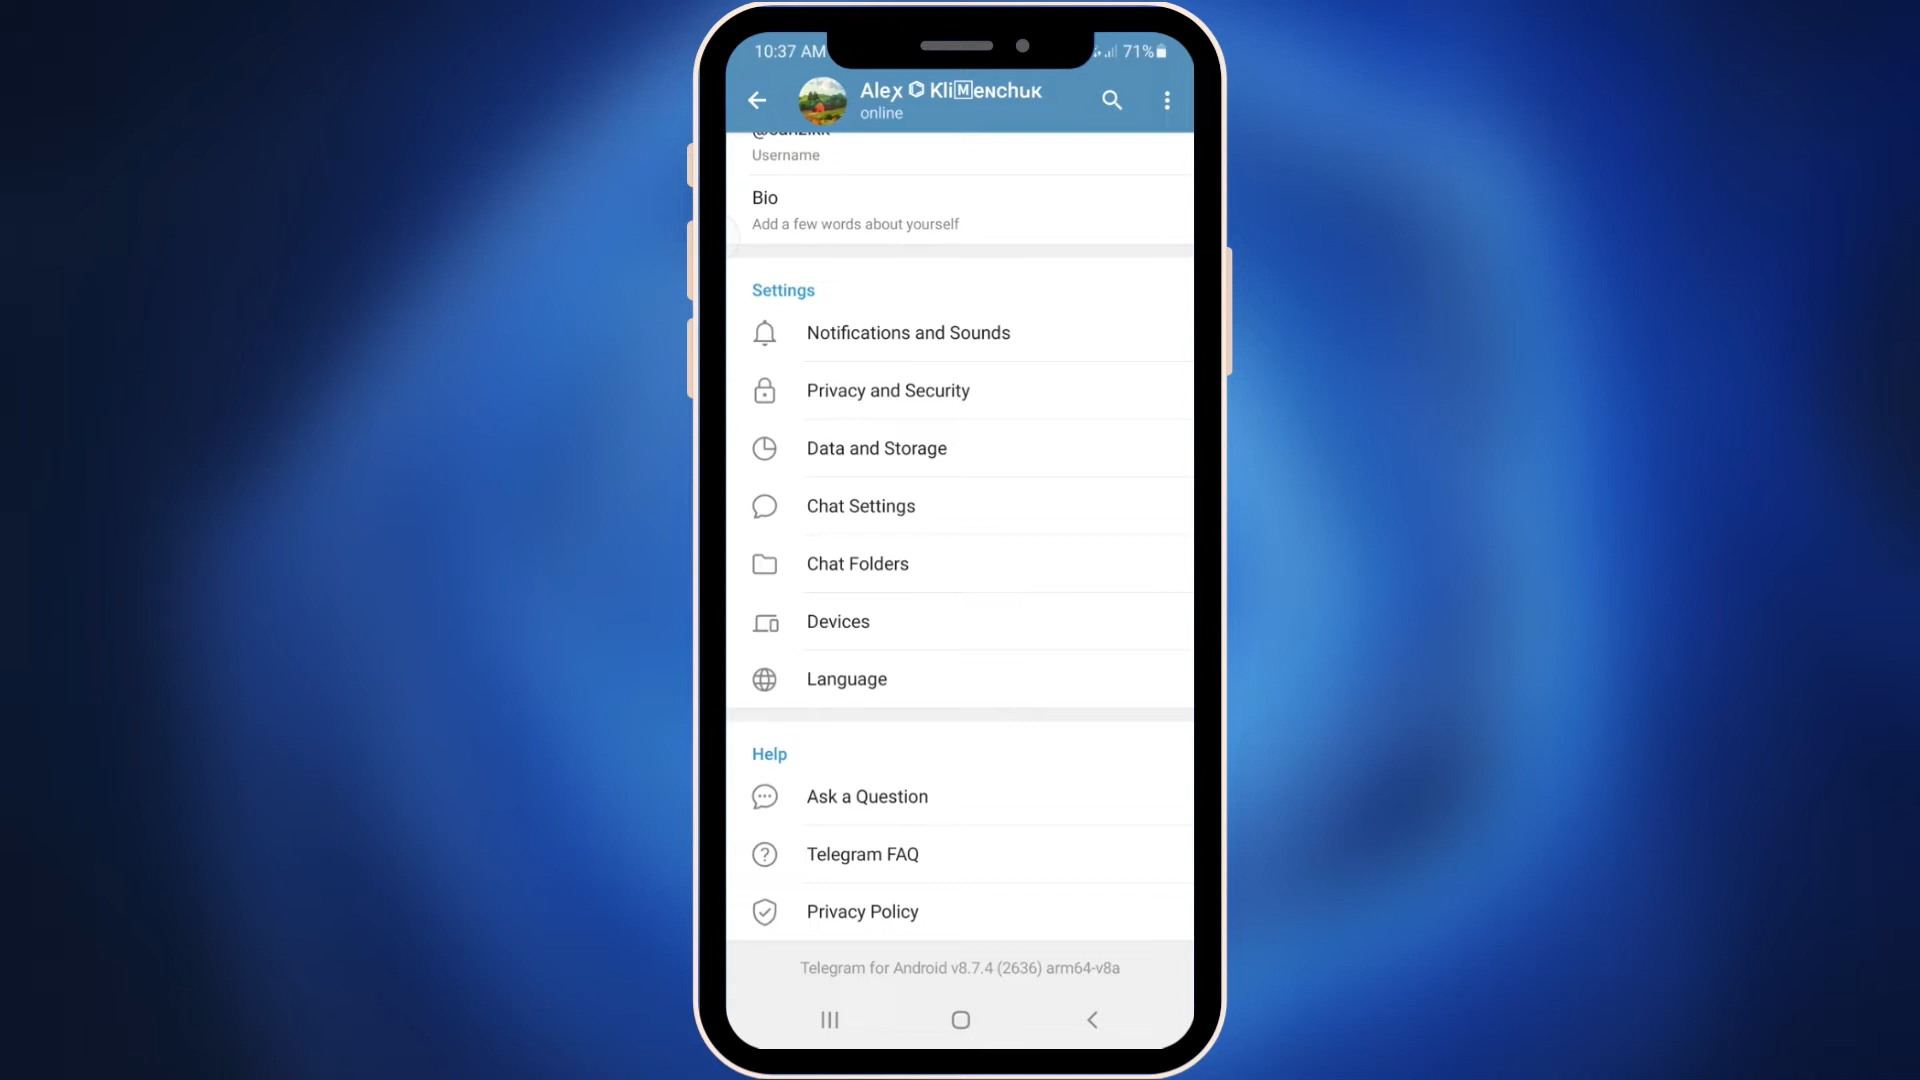 10:37 AM
71%
Alex ⌬ Kli🄼eɴchuк
online
Username
Bio
Add a few words about yourself
Settings
Notifications and Sounds
Privacy and Security
Data and Storage
Chat Settings
Chat Folders
Devices
Language
Help
Ask a Question
Telegram FAQ
Privacy Policy
Telegram for Android v8.7.4 (2636) arm64-v8a